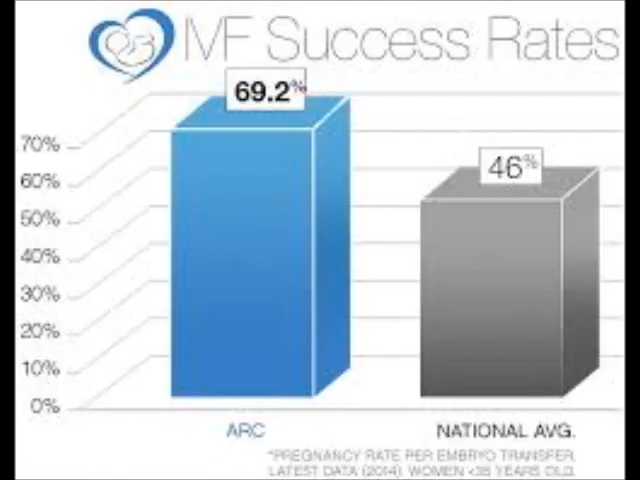 IVF Success Rates
69.2%
46%
70%
60%
50%
40%
30%
20%
10%
0%
ARC
NATIONAL AVG.
*PREGNANCY RATE PER EMBRYO TRANSFER.
LATEST DATA (2014). WOMEN <35 YEARS OLD.